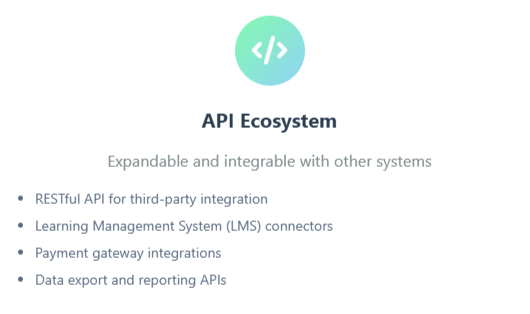 API Ecosystem
Expandable and integrable with other systems
• RESTful API for third-party integration
• Learning Management System (LMS) connectors
• Payment gateway integrations
• Data export and reporting APIs